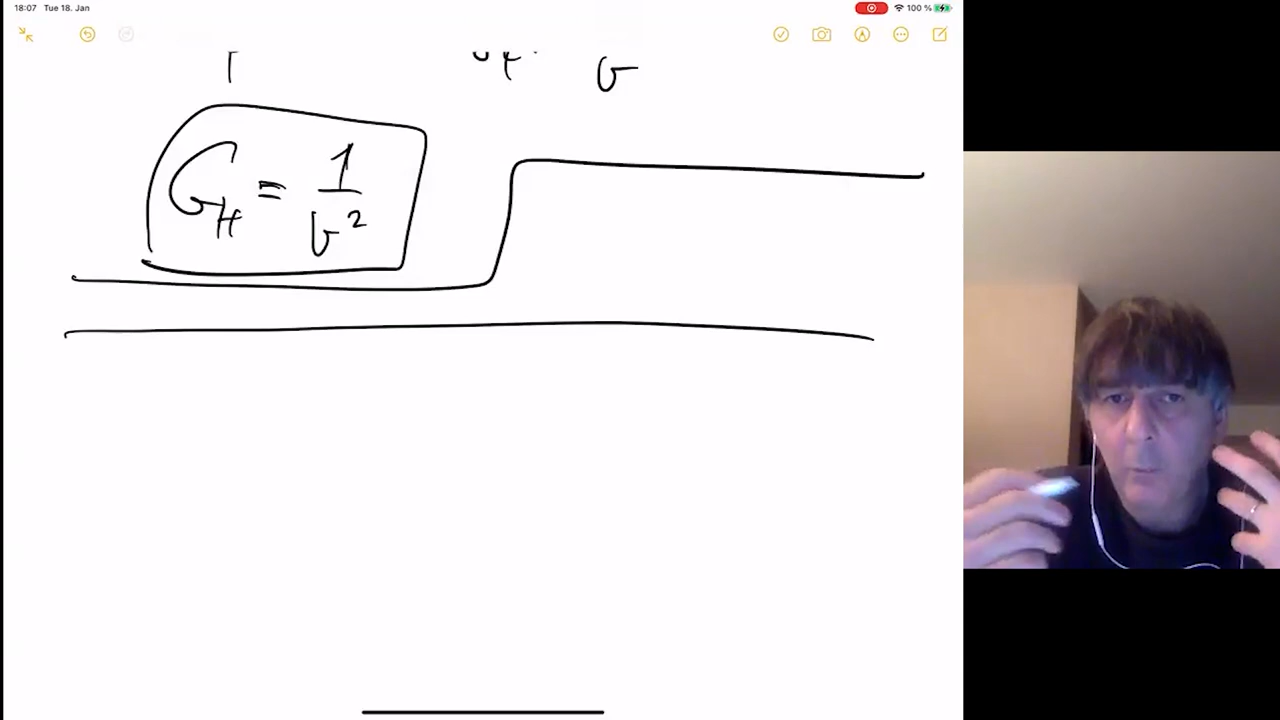 18:07 Tue 18. Jan 100 %
G_H = 1/v²